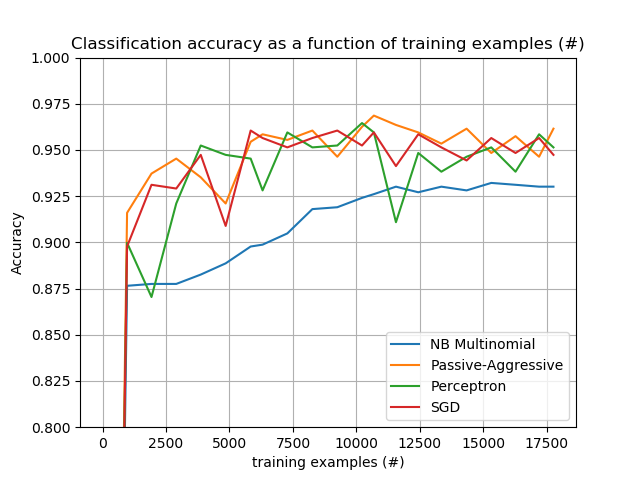 Classification accuracy as a function of training examples (#)
1.000
0.975
0.950
0.925
0.900
0.875
0.850
0.825
0.800
Accuracy
NB Multinomial
Passive-Aggressive
Perceptron
SGD
0 2500 5000 7500 10000 12500 15000 17500
training examples (#)